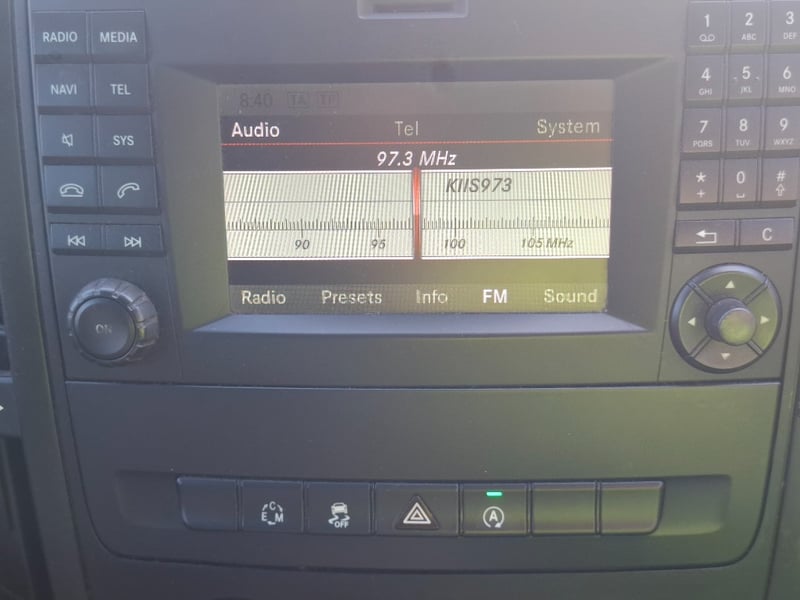 RADIO MEDIA
NAVI TEL
SYS
ON
8:40 TA TP
Audio Tel System
97.3 MHz
KIIS973
90 95 100 105 MHz
Radio Presets Info FM Sound
1 2 ABC 3 DEF
4 GHI 5 JKL 6 MNO
7 PQRS 8 TUV 9 WXYZ
* + 0 #
C
C E M
OFF
A